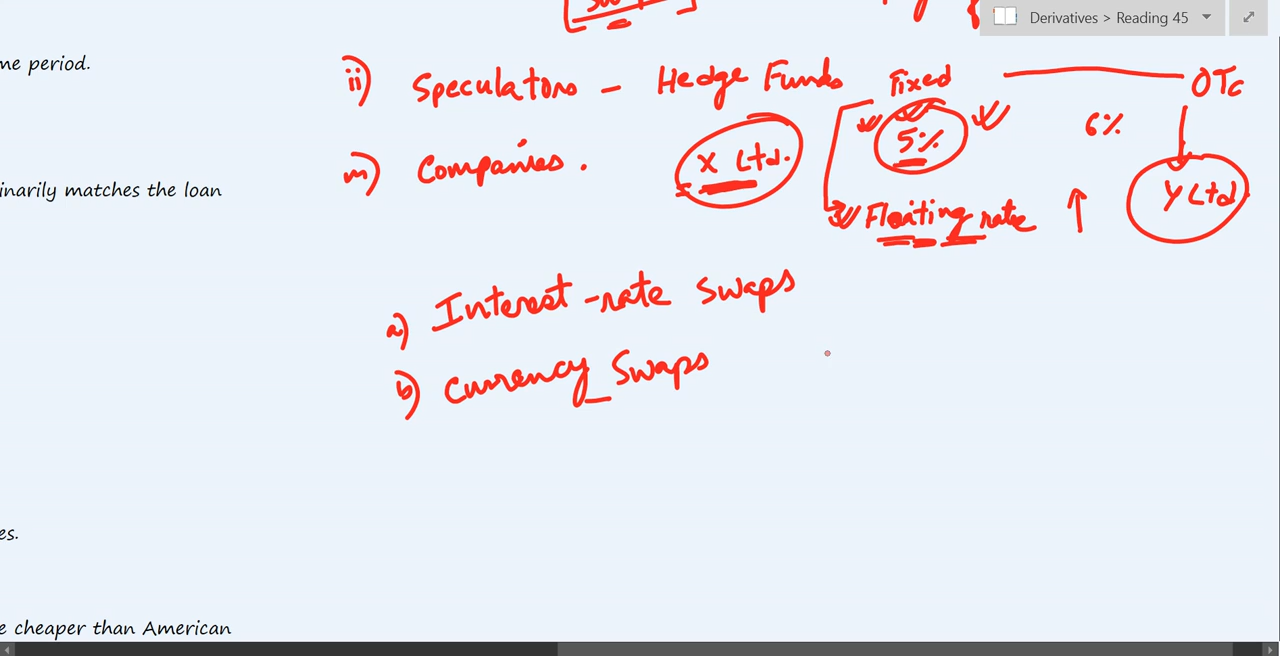 Derivatives > Reading 45
me period.
ii) Speculators - Hedge Funds Fixed OTC
5% 6%
iii) Companies. X Ltd. Y Ltd
inarily matches the loan
Floating rate ↑
a) Interest-rate swaps
b) Currency Swaps
es.
e cheaper than American